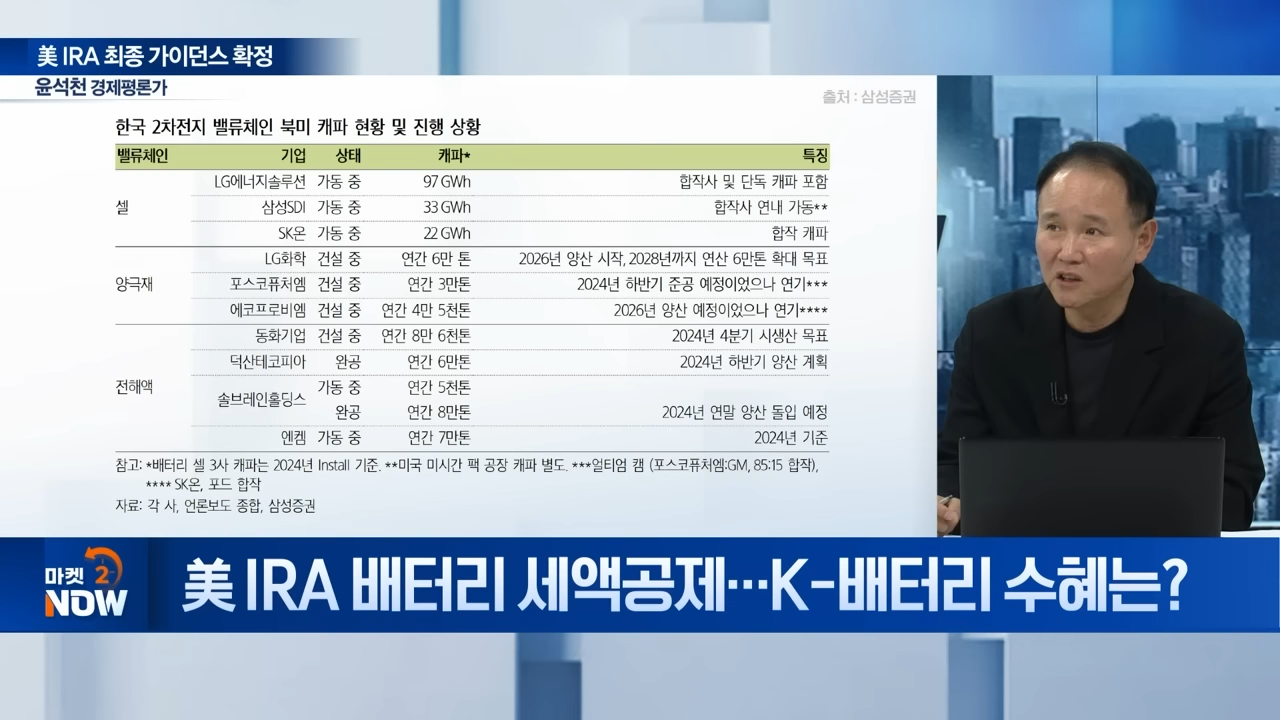 美 IRA 최종 가이던스 확정
윤석천 경제평론가
출처 : 삼성증권
한국 2차전지 밸류체인 북미 캐파 현황 및 진행 상황
밸류체인 기업 상태 캐파* 특징
LG에너지솔루션 가동 중 97 GWh 합작사 및 단독 캐파 포함
셀 삼성SDI 가동 중 33 GWh 합작사 연내 가동**
SK온 가동 중 22 GWh 합작 캐파
LG화학 건설 중 연간 6만 톤 2026년 양산 시작, 2028년까지 연산 6만톤 확대 목표
양극재 포스코퓨처엠 건설 중 연간 3만톤 2024년 하반기 준공 예정이었으나 연기***
에코프로비엠 건설 중 연간 4만 5천톤 2026년 양산 예정이었으나 연기****
동화기업 건설 중 연간 8만 6천톤 2024년 4분기 시생산 목표
덕산테코피아 완공 연간 6만톤 2024년 하반기 양산 계획
전해액 솔브레인홀딩스 가동 중 연간 5천톤
완공 연간 8만톤 2024년 연말 양산 돌입 예정
엔켐 가동 중 연간 7만톤 2024년 기준
참고: *배터리 셀 3사 캐파는 2024년 Install 기준. **미국 미시간 팩 공장 캐파 별도. ***얼티엄 캠 (포스코퓨처엠:GM, 85:15 합작),
**** SK온, 포드 합작
자료: 각 사, 언론보도 종합, 삼성증권
마켓 2
NOW
美 IRA 배터리 세액공제…K-배터리 수혜는?